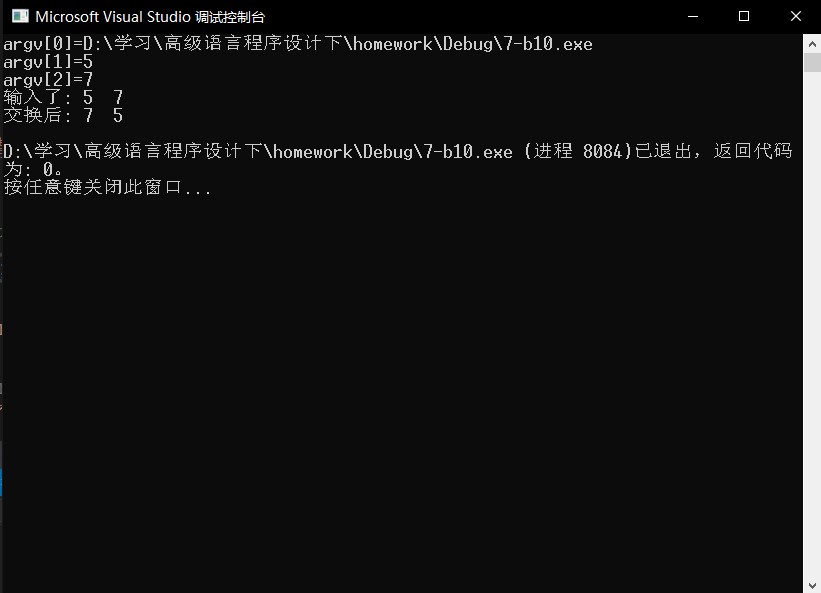 Microsoft Visual Studio 调试控制台
argv[0]=D:\学习\高级语言程序设计下\homework\Debug\7-b10.exe
argv[1]=5
argv[2]=7
输入了: 5  7
交换后: 7  5
D:\学习\高级语言程序设计下\homework\Debug\7-b10.exe (进程 8084)已退出，返回代码
为: 0。
按任意键关闭此窗口...